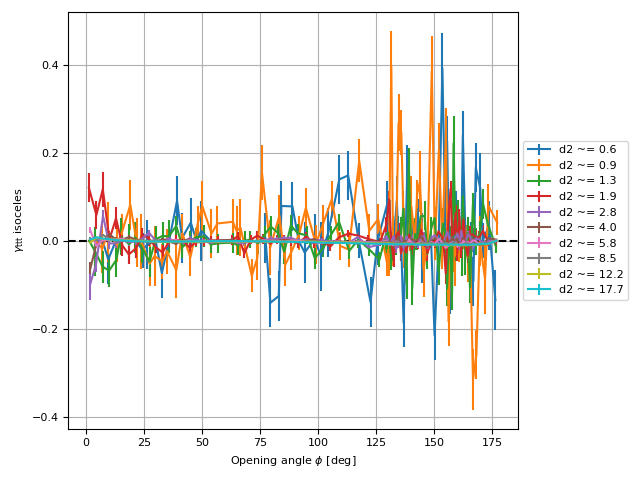 0.4
0.2
0.0
−0.2
−0.4
γttt isoceles
0
25
50
75
100
125
150
175
Opening angle ϕ [deg]
d2 ~= 0.6
d2 ~= 0.9
d2 ~= 1.3
d2 ~= 1.9
d2 ~= 2.8
d2 ~= 4.0
d2 ~= 5.8
d2 ~= 8.5
d2 ~= 12.2
d2 ~= 17.7